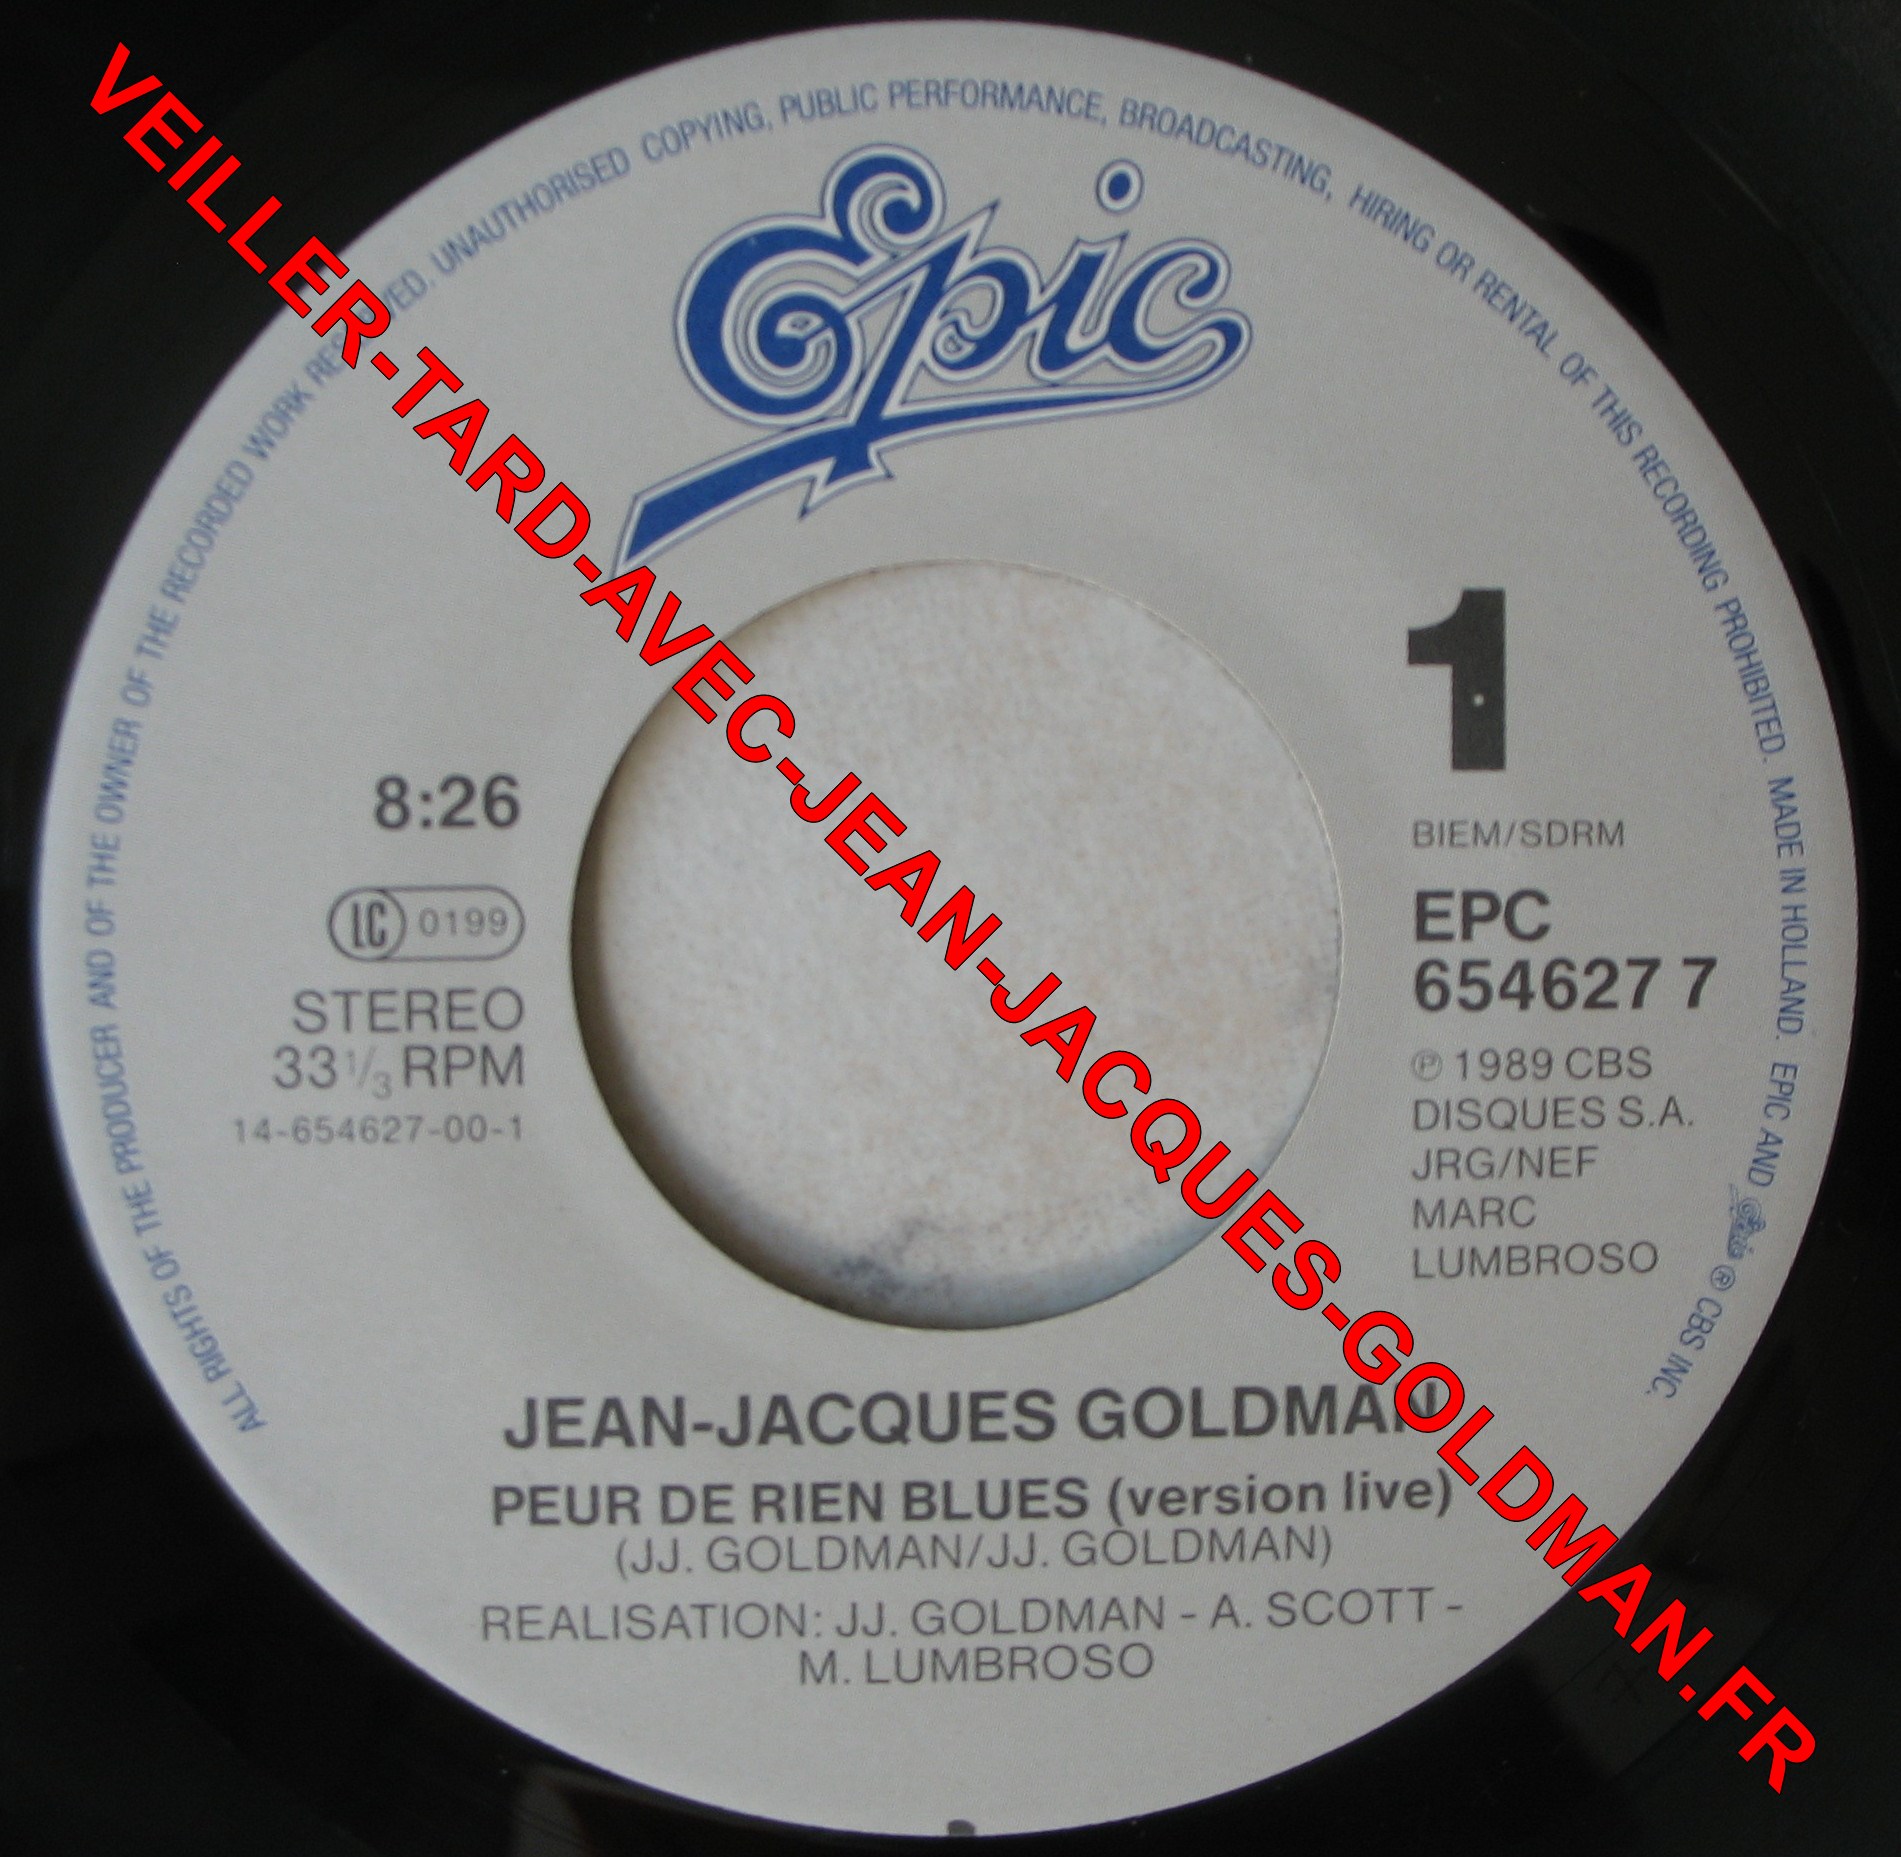 ALL RIGHTS OF THE PRODUCER AND OF THE OWNER OF THE RECORDED WORK RESERVED. UNAUTHORISED COPYING, PUBLIC PERFORMANCE, BROADCASTING, HIRING OR RENTAL OF THIS RECORDING PROHIBITED. MADE IN HOLLAND. EPIC AND Epic ® CBS INC.
Epic
VEILLER-TARD-AVEC-JEAN-JACQUES-GOLDMAN.FR
1
8:26
LC 0199
STEREO
33 1/3 RPM
14-654627-00-1
BIEM/SDRM
EPC
654627 7
℗ 1989 CBS
DISQUES S.A.
JRG/NEF
MARC
LUMBROSO
JEAN-JACQUES GOLDMAN
PEUR DE RIEN BLUES (version live)
(JJ. GOLDMAN/JJ. GOLDMAN)
REALISATION: JJ. GOLDMAN - A. SCOTT -
M. LUMBROSO